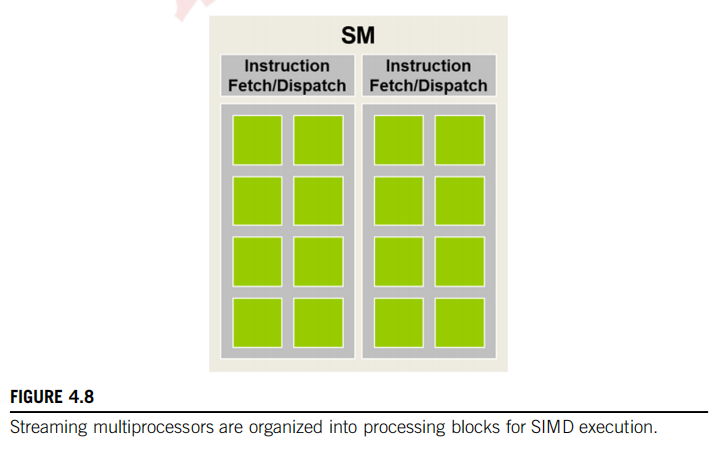 SM
Instruction
Fetch/Dispatch
Instruction
Fetch/Dispatch
FIGURE 4.8
Streaming multiprocessors are organized into processing blocks for SIMD execution.